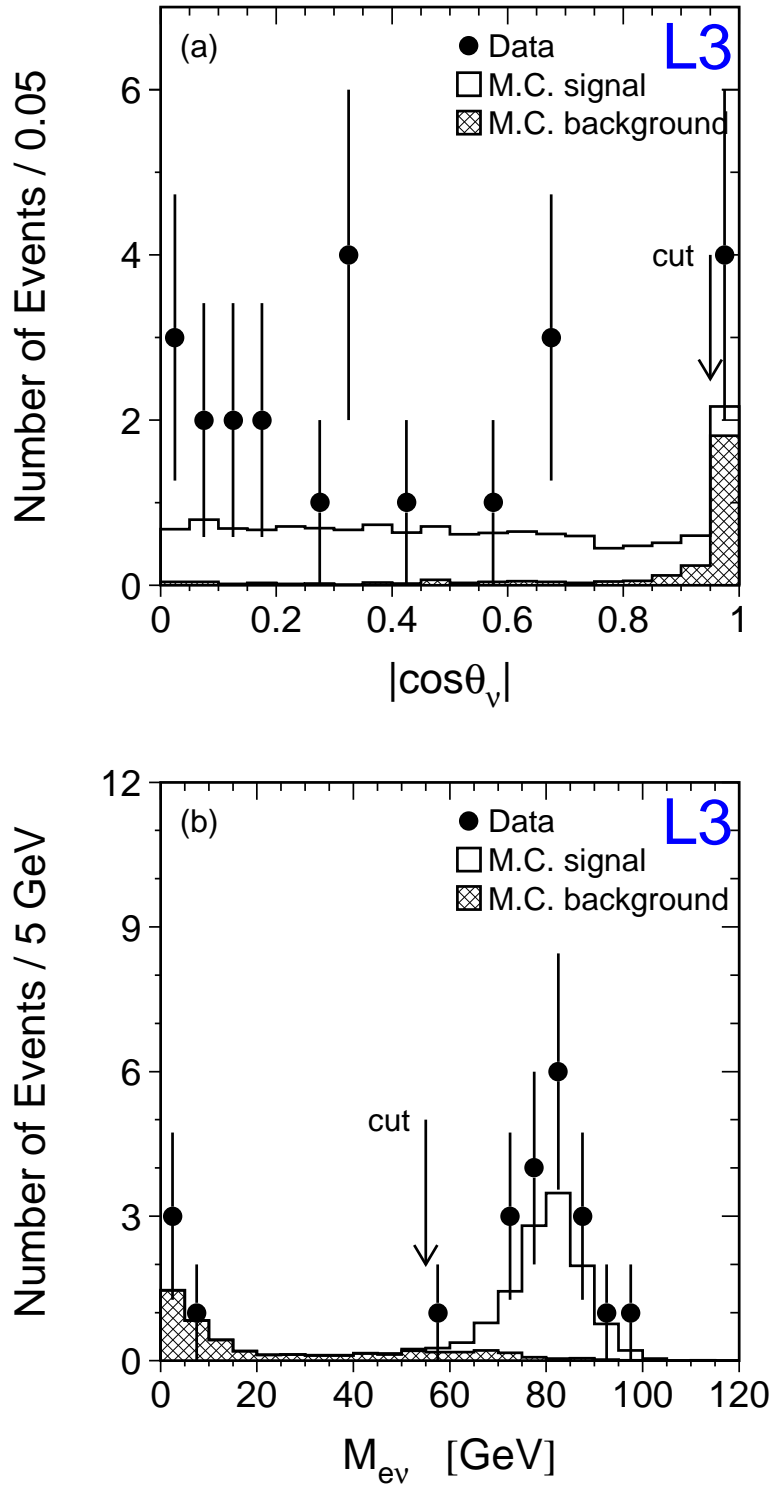 (a)
L3
Data
M.C. signal
M.C. background
cut
Number of Events / 0.05
6
4
2
0
0 0.2 0.4 0.6 0.8 1
|cosθν|
(b)
L3
Data
M.C. signal
M.C. background
cut
Number of Events / 5 GeV
12
9
6
3
0
0 20 40 60 80 100 120
Meν [GeV]